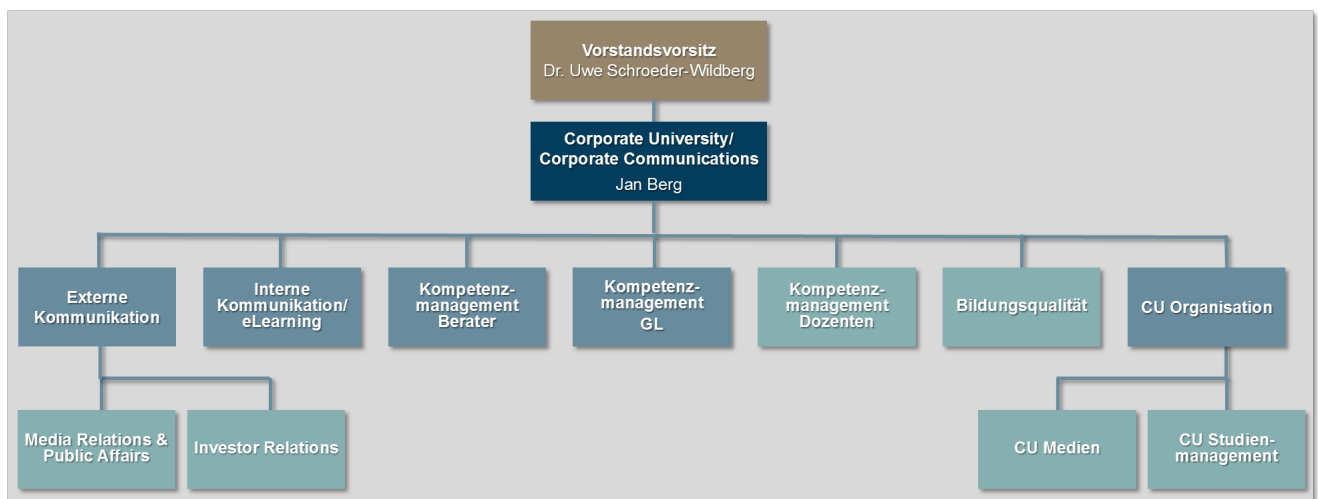 Vorstandsvorsitz
Dr. Uwe Schroeder-Wildberg
Corporate University/
Corporate Communications
Jan Berg
Externe
Kommunikation
Interne
Kommunikation/
eLearning
Kompetenz-
management
Berater
Kompetenz-
management
GL
Kompetenz-
management
Dozenten
Bildungsqualität
CU Organisation
Media Relations &
Public Affairs
Investor Relations
CU Medien
CU Studien-
management